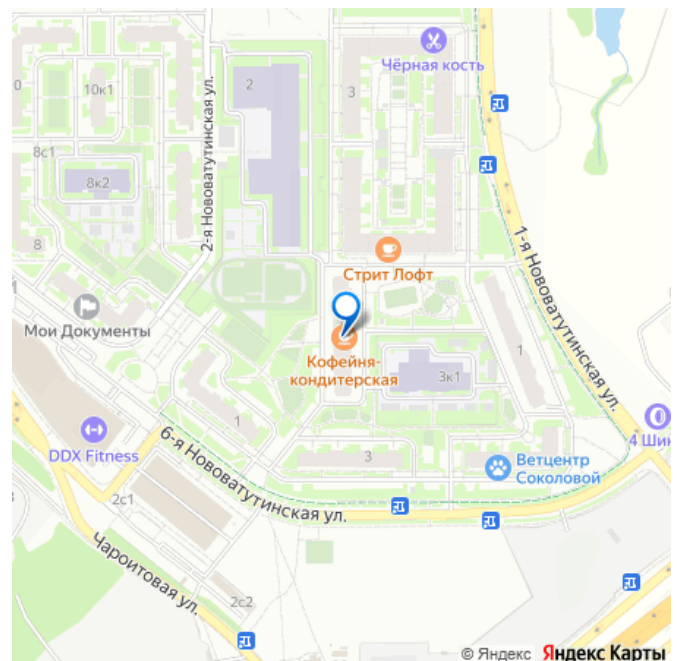 2
3
Чёрная кость
10к1
0
2-я Нововатутинская ул.
8с1
8к2
8
1
1-я Нововатутинская ул.
Стрит Лофт
Мои Документы
Кофейня-
кондитерская
3к1
1
1
DDX Fitness
6-я Нововатутинская ул.
3
Ветцентр
Соколовой
4 Шин
2с1
Чароитовая ул.
2с2
© Яндекс Яндекс Карты